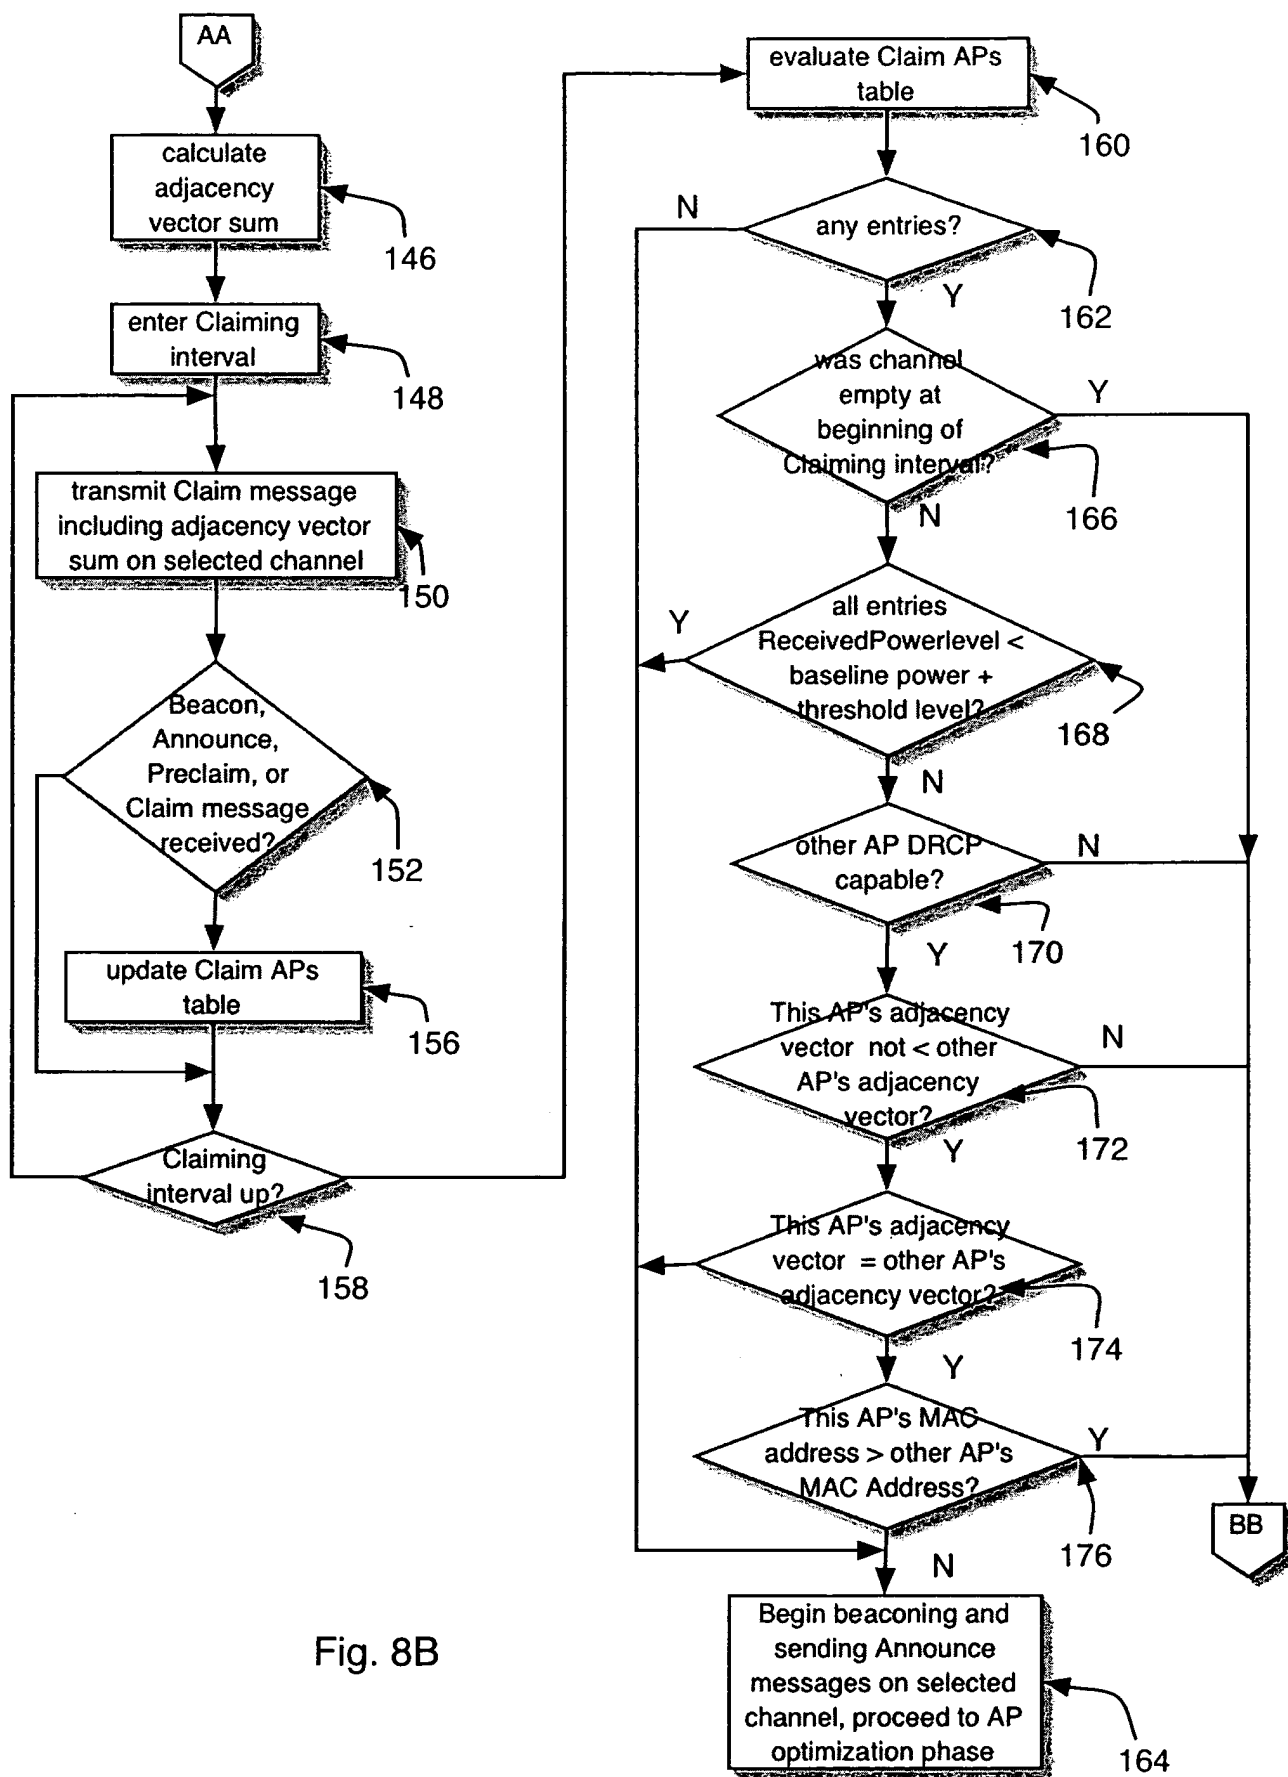 AA
calculate
adjacency
vector sum
146
enter Claiming
interval
148
transmit Claim message
including adjacency vector
sum on selected channel
150
Beacon,
Announce,
Preclaim, or
Claim message
received?
152
update Claim APs
table
156
Claiming
interval up?
158
evaluate Claim APs
table
160
N
any entries?
162
Y
was channel
empty at
beginning of
Claiming interval?
Y
166
N
all entries
ReceivedPowerlevel <
baseline power +
threshold level?
Y
168
N
other AP DRCP
capable?
N
170
Y
This AP's adjacency
vector not < other
AP's adjacency
vector?
N
172
Y
This AP's adjacency
vector = other AP's
adjacency vector?
174
Y
This AP's MAC
address > other AP's
MAC Address?
Y
176
BB
N
Begin beaconing and
sending Announce
messages on selected
channel, proceed to AP
optimization phase
164
Fig. 8B